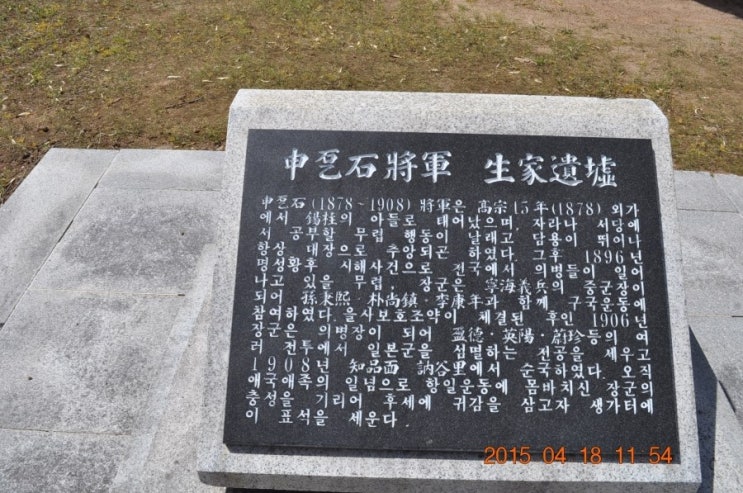 申乭石將軍 生家遺墟
申乭石(1878~1908) 將軍은 高宗 15年(1878) 외가
에서 錫柱의 아들로 태어났으며, 자라나 서당에
서 공부할 무렵 행동이 날래고 담용이 뛰어나
항상 대장으로 추앙되곤 하였다. 그후 1896년
명성황후 시해사건으로 전국에서 의병들이 일어
나고 있을 무렵 장군은 寧海義兵의 중군장이
되어 孫秉熙·朴尙鎮·李康年과 함께 구국운동에
참여하였다. 을사보호조약이 체결된 후인 1906년
장군은 의병장이 되어 盈德·英陽·蔚珍등의 여
러 전투에서 일본군을 섬멸하는 전공을 세우고
1908년 知品面 訥谷里에서 순국하였다. 오직
애국애족의 일념으로 항일운동에 몸바치신 장군의
충성을 기리어 후세에 귀감을 삼고자 생가터에
이 표석을 세운다
2015 04 18 11 54